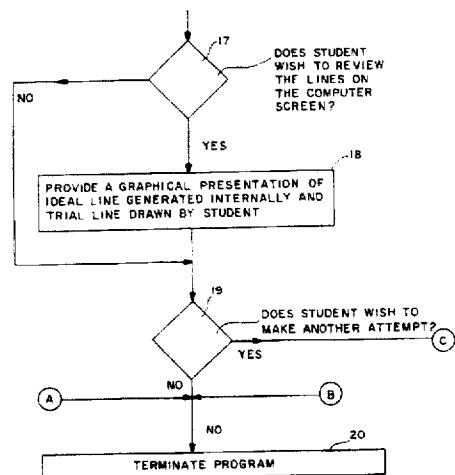 17
DOES STUDENT
WISH TO REVIEW
THE LINES ON
THE COMPUTER
SCREEN?
NO
YES
18
PROVIDE A GRAPHICAL PRESENTATION OF
IDEAL LINE GENERATED INTERNALLY AND
TRIAL LINE DRAWN BY STUDENT
19
DOES STUDENT WISH TO
MAKE ANOTHER ATTEMPT?
YES
C
NO
A
B
NO
20
TERMINATE PROGRAM